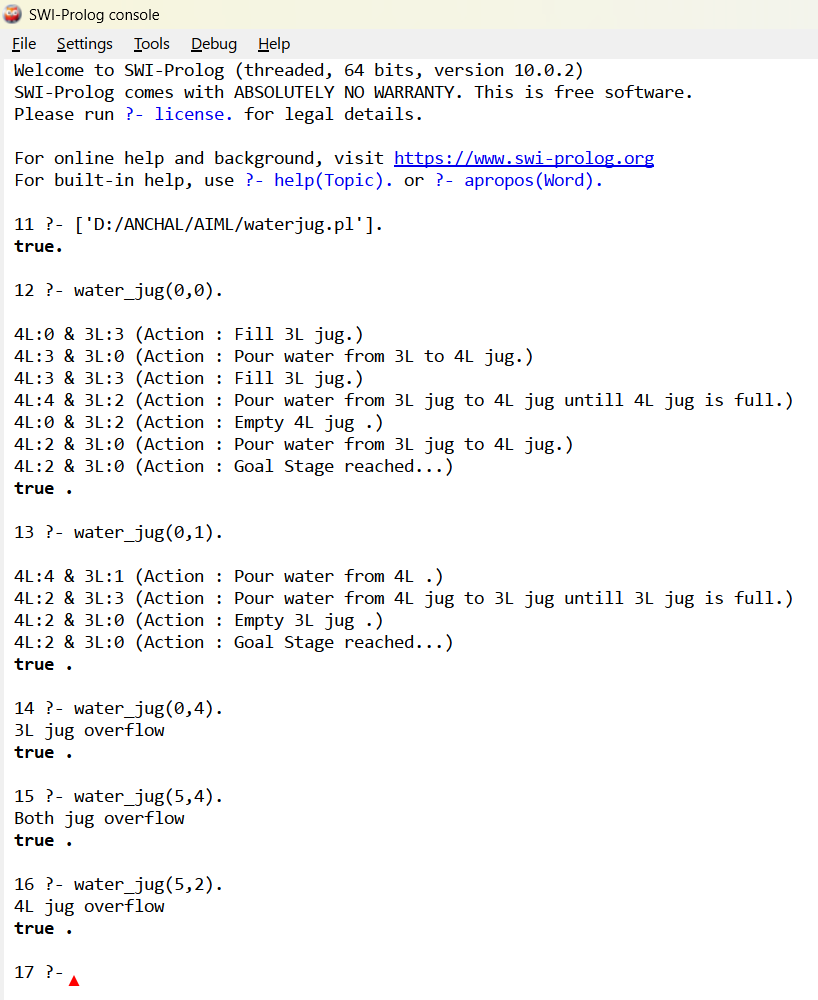 SWI-Prolog console
File Settings Tools Debug Help
Welcome to SWI-Prolog (threaded, 64 bits, version 10.0.2)
SWI-Prolog comes with ABSOLUTELY NO WARRANTY. This is free software.
Please run ?- license. for legal details.
For online help and background, visit https://www.swi-prolog.org
For built-in help, use ?- help(Topic). or ?- apropos(Word).
11 ?- ['D:/ANCHAL/AIML/waterjug.pl'].
true.
12 ?- water_jug(0,0).
4L:0 & 3L:3 (Action : Fill 3L jug.)
4L:3 & 3L:0 (Action : Pour water from 3L to 4L jug.)
4L:3 & 3L:3 (Action : Fill 3L jug.)
4L:4 & 3L:2 (Action : Pour water from 3L jug to 4L jug untill 4L jug is full.)
4L:0 & 3L:2 (Action : Empty 4L jug .)
4L:2 & 3L:0 (Action : Pour water from 3L jug to 4L jug.)
4L:2 & 3L:0 (Action : Goal Stage reached...)
true .
13 ?- water_jug(0,1).
4L:4 & 3L:1 (Action : Pour water from 4L .)
4L:2 & 3L:3 (Action : Pour water from 4L jug to 3L jug untill 3L jug is full.)
4L:2 & 3L:0 (Action : Empty 3L jug .)
4L:2 & 3L:0 (Action : Goal Stage reached...)
true .
14 ?- water_jug(0,4).
3L jug overflow
true .
15 ?- water_jug(5,4).
Both jug overflow
true .
16 ?- water_jug(5,2).
4L jug overflow
true .
17 ?-